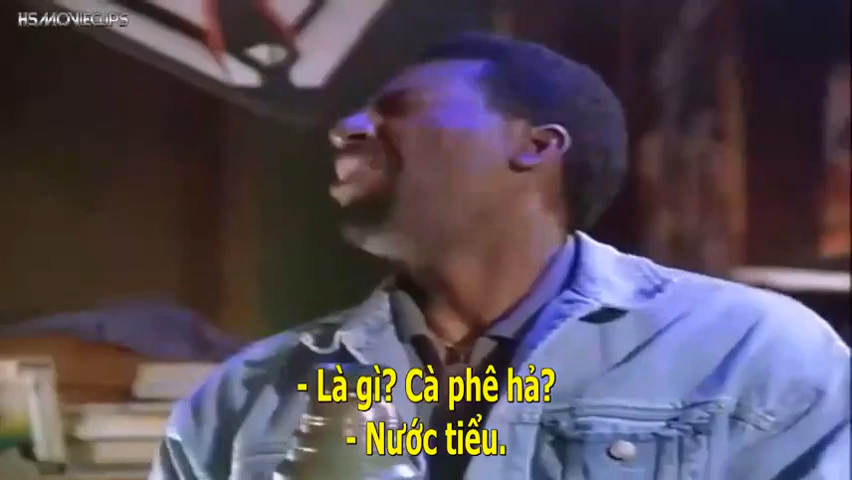 HSMOVIECLIPS
- Là gì? Cà phê hả?
- Nước tiểu.